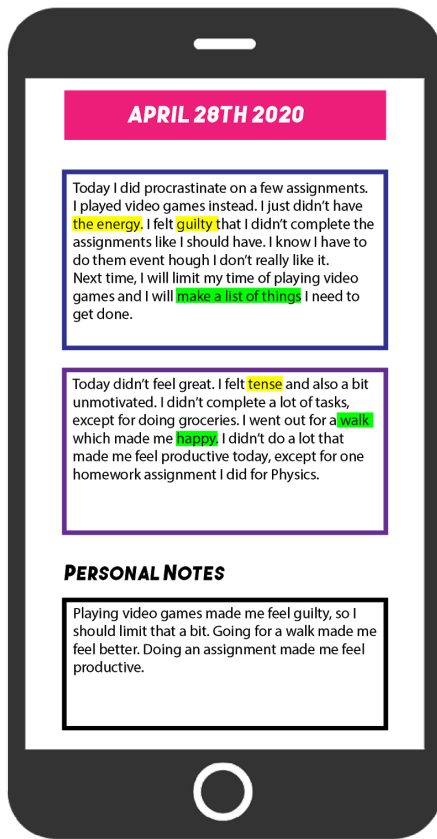 APRIL 28TH 2020
Today I did procrastinate on a few assignments.
I played video games instead. I just didn't have
the energy. I felt guilty that I didn't complete the
assignments like I should have. I know I have to
do them event hough I don't really like it.
Next time, I will limit my time of playing video
games and I will make a list of things I need to
get done.
Today didn't feel great. I felt tense and also a bit
unmotivated. I didn't complete a lot of tasks,
except for doing groceries. I went out for a walk
which made me happy. I didn't do a lot that
made me feel productive today, except for one
homework assignment I did for Physics.
PERSONAL NOTES
Playing video games made me feel guilty, so I
should limit that a bit. Going for a walk made me
feel better. Doing an assignment made me feel
productive.